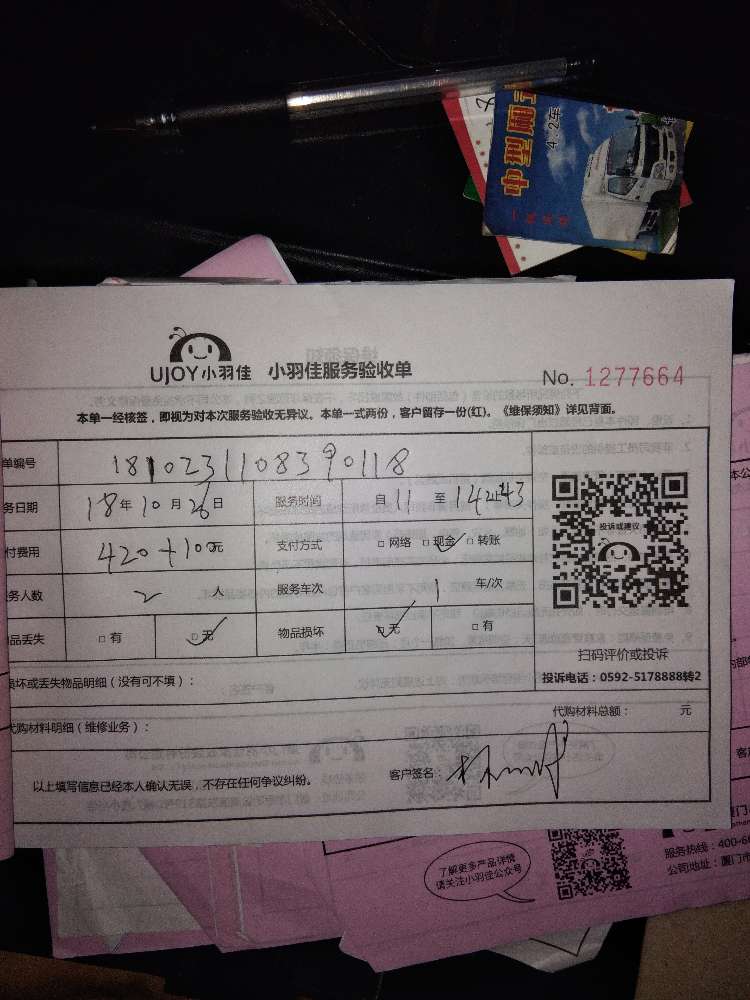 中型厢
4.2车
UJOY小羽佳 小羽佳服务验收单
No. 1277664
本单一经核签，即视为对本次服务验收无异议。本单一式两份，客户留存一份(红)。《维保须知》详见背面。
单编号 1810231108390118
务日期 18年10月26日 服务时间 自11至14
付费用 420+10元 支付方式 □网络 □现金 □转账
务人数 2人 服务车次 1 车/次
品丢失 □有 □无 物品损坏 □无 □有
投诉或建议
扫码评价或投诉
损坏或丢失物品明细（没有可不填）：
投诉电话：0592-5178888转2
代购材料明细（维修业务）：
代购材料总额： 元
以上填写信息已经本人确认无误，不存在任何争议纠纷。
客户签名：
了解更多产品详情
请关注小羽佳公众号
服务热线：400-6
公司地址：厦门市